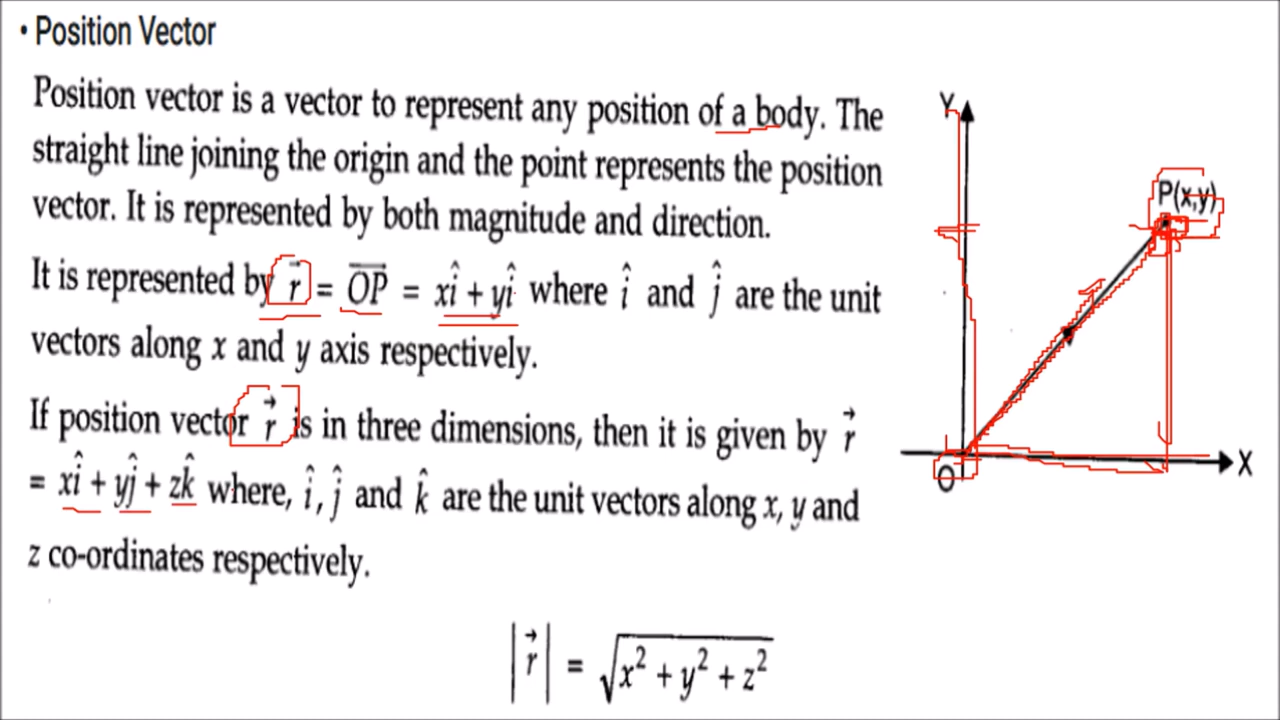 • Position Vector
Position vector is a vector to represent any position of a body. The
straight line joining the origin and the point represents the position
vector. It is represented by both magnitude and direction.
It is represented by r⃗ = O̅P̅ = xî + yî where î and ĵ are the unit
vectors along x and y axis respectively.
If position vector r⃗ is in three dimensions, then it is given by r⃗
= xî + yĵ + zk̂ where, î, ĵ and k̂ are the unit vectors along x, y and
z co-ordinates respectively.
|r⃗| = √(x² + y² + z²)
Y
P(x,y)
O
X